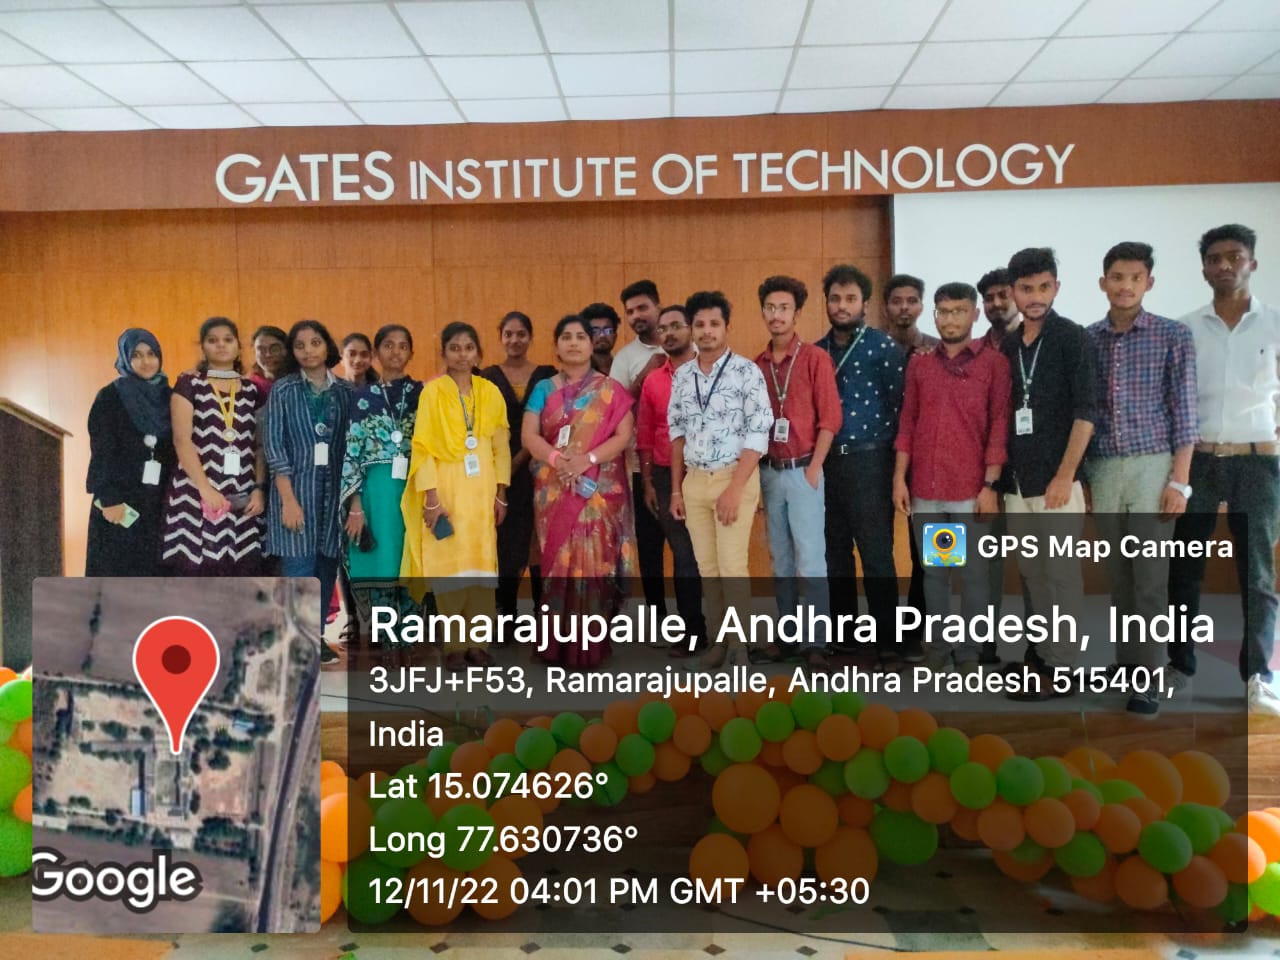 GATES INSTITUTE OF TECHNOLOGY
GPS Map Camera
Ramarajupalle, Andhra Pradesh, India
3JFJ+F53, Ramarajupalle, Andhra Pradesh 515401,
India
Lat 15.074626°
Long 77.630736°
12/11/22 04:01 PM GMT +05:30
Google